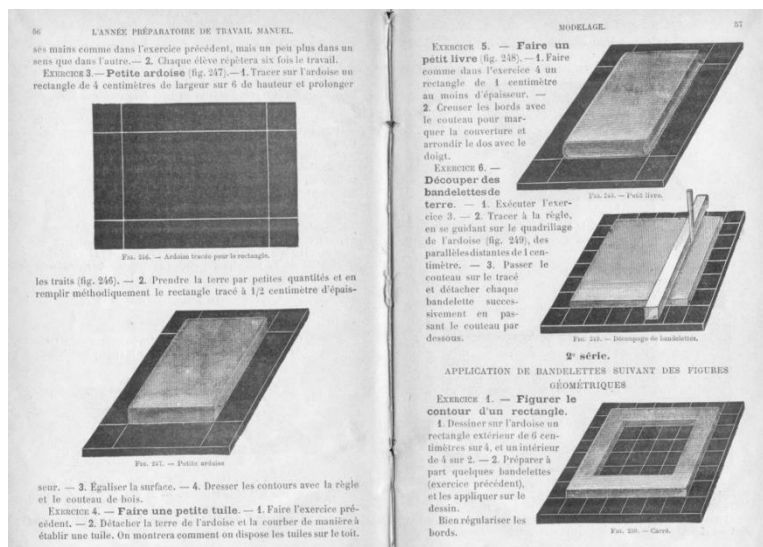 56 L'ANNÉE PRÉPARATOIRE DE TRAVAIL MANUEL.
ses mains comme dans l'exercice précédent, mais un peu plus dans un
sens que dans l'autre. — 2. Chaque élève répétera six fois le travail.
EXERCICE 3. — Petite ardoise (fig. 247). — 1. Tracer sur l'ardoise un
rectangle de 4 centimètres de largeur sur 6 de hauteur et prolonger
FIG. 246. — Ardoise tracée pour le rectangle.
les traits (fig. 246). — 2. Prendre la terre par petites quantités et en
remplir méthodiquement le rectangle tracé à 1/2 centimètre d'épais-
FIG. 247. — Petite ardoise
seur. — 3. Égaliser la surface. — 4. Dresser les contours avec la règle
et le couteau de bois.
EXERCICE 4. — Faire une petite tuile. — 1. Faire l'exercice pré-
cédent. — 2. Détacher la terre de l'ardoise et la courber de manière à
établir une tuile. On montrera comment on dispose les tuiles sur le toit.
MODELAGE. 57
EXERCICE 5. — Faire un
petit livre (fig. 248). — 1. Faire
comme dans l'exercice 4 un
rectangle de 1 centimètre
au moins d'épaisseur. —
2. Creuser les bords avec
le couteau pour mar-
quer la couverture et
arrondir le dos avec le
doigt.
FIG. 248. — Petit livre.
EXERCICE 6. —
Découper des
bandelettes de
terre. — 1. Exécuter l'exer-
cice 3. — 2. Tracer à la règle,
en se guidant sur le quadrillage
de l'ardoise (fig. 249), des
parallèles distantes de 1 cen-
timètre. — 3. Passer le
couteau sur le tracé
et détacher chaque
bandelette succes-
sivement en pas-
sant le couteau par
dessous.
FIG. 249. — Découpage de bandelettes.
2e série.
APPLICATION DE BANDELETTES SUIVANT DES FIGURES
GÉOMÉTRIQUES
EXERCICE 1. — Figurer le
contour d'un rectangle.
1. Dessiner sur l'ardoise un
rectangle extérieur de 6 cen-
timètres sur 4, et un intérieur
de 4 sur 2. — 2. Préparer à
part quelques bandelettes
(exercice précédent),
et les appliquer sur le
dessin.
Bien régulariser les
bords.
FIG. 250. — Carré.